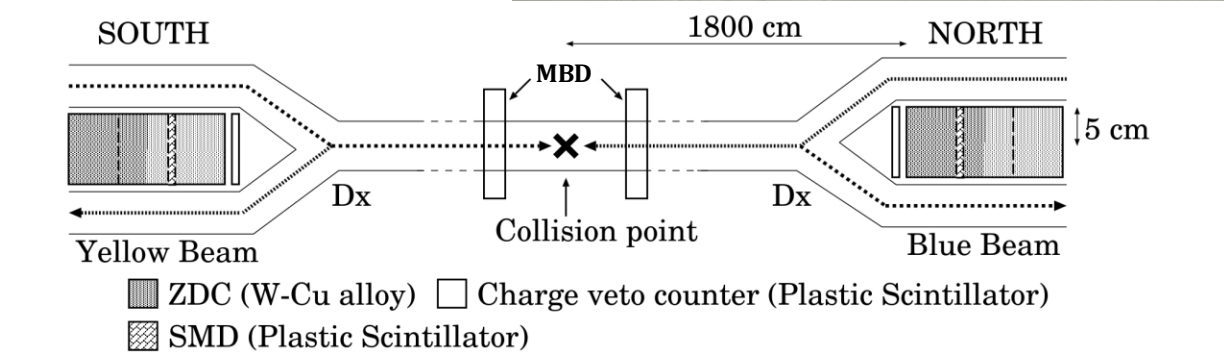 SOUTH
1800 cm
NORTH
MBD
5 cm
Dx
Dx
Collision point
Yellow Beam
Blue Beam
ZDC (W-Cu alloy)
Charge veto counter (Plastic Scintillator)
SMD (Plastic Scintillator)